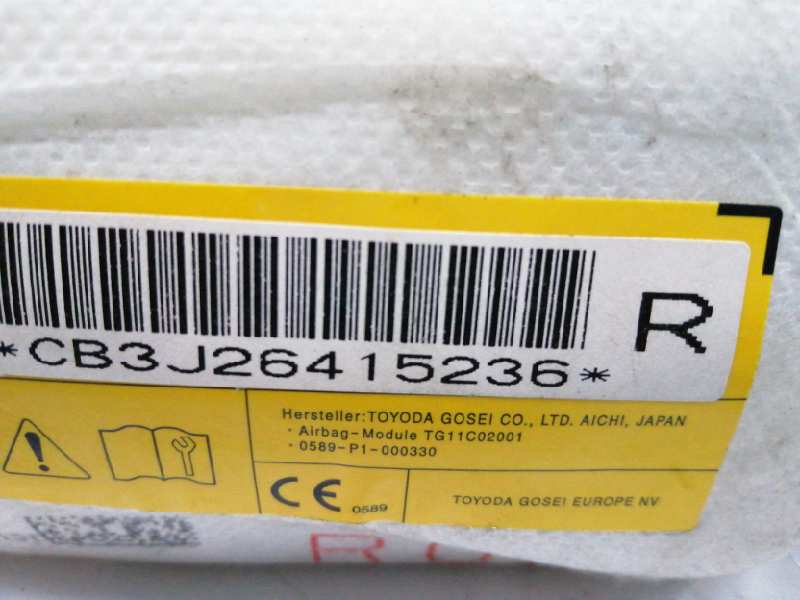 *CB3J26415236*
R
Hersteller:TOYODA GOSEI CO., LTD. AICHI, JAPAN
・Airbag-Module TG11C02001
・0589-P1-000330
CE 0589
TOYODA GOSEI EUROPE NV
R